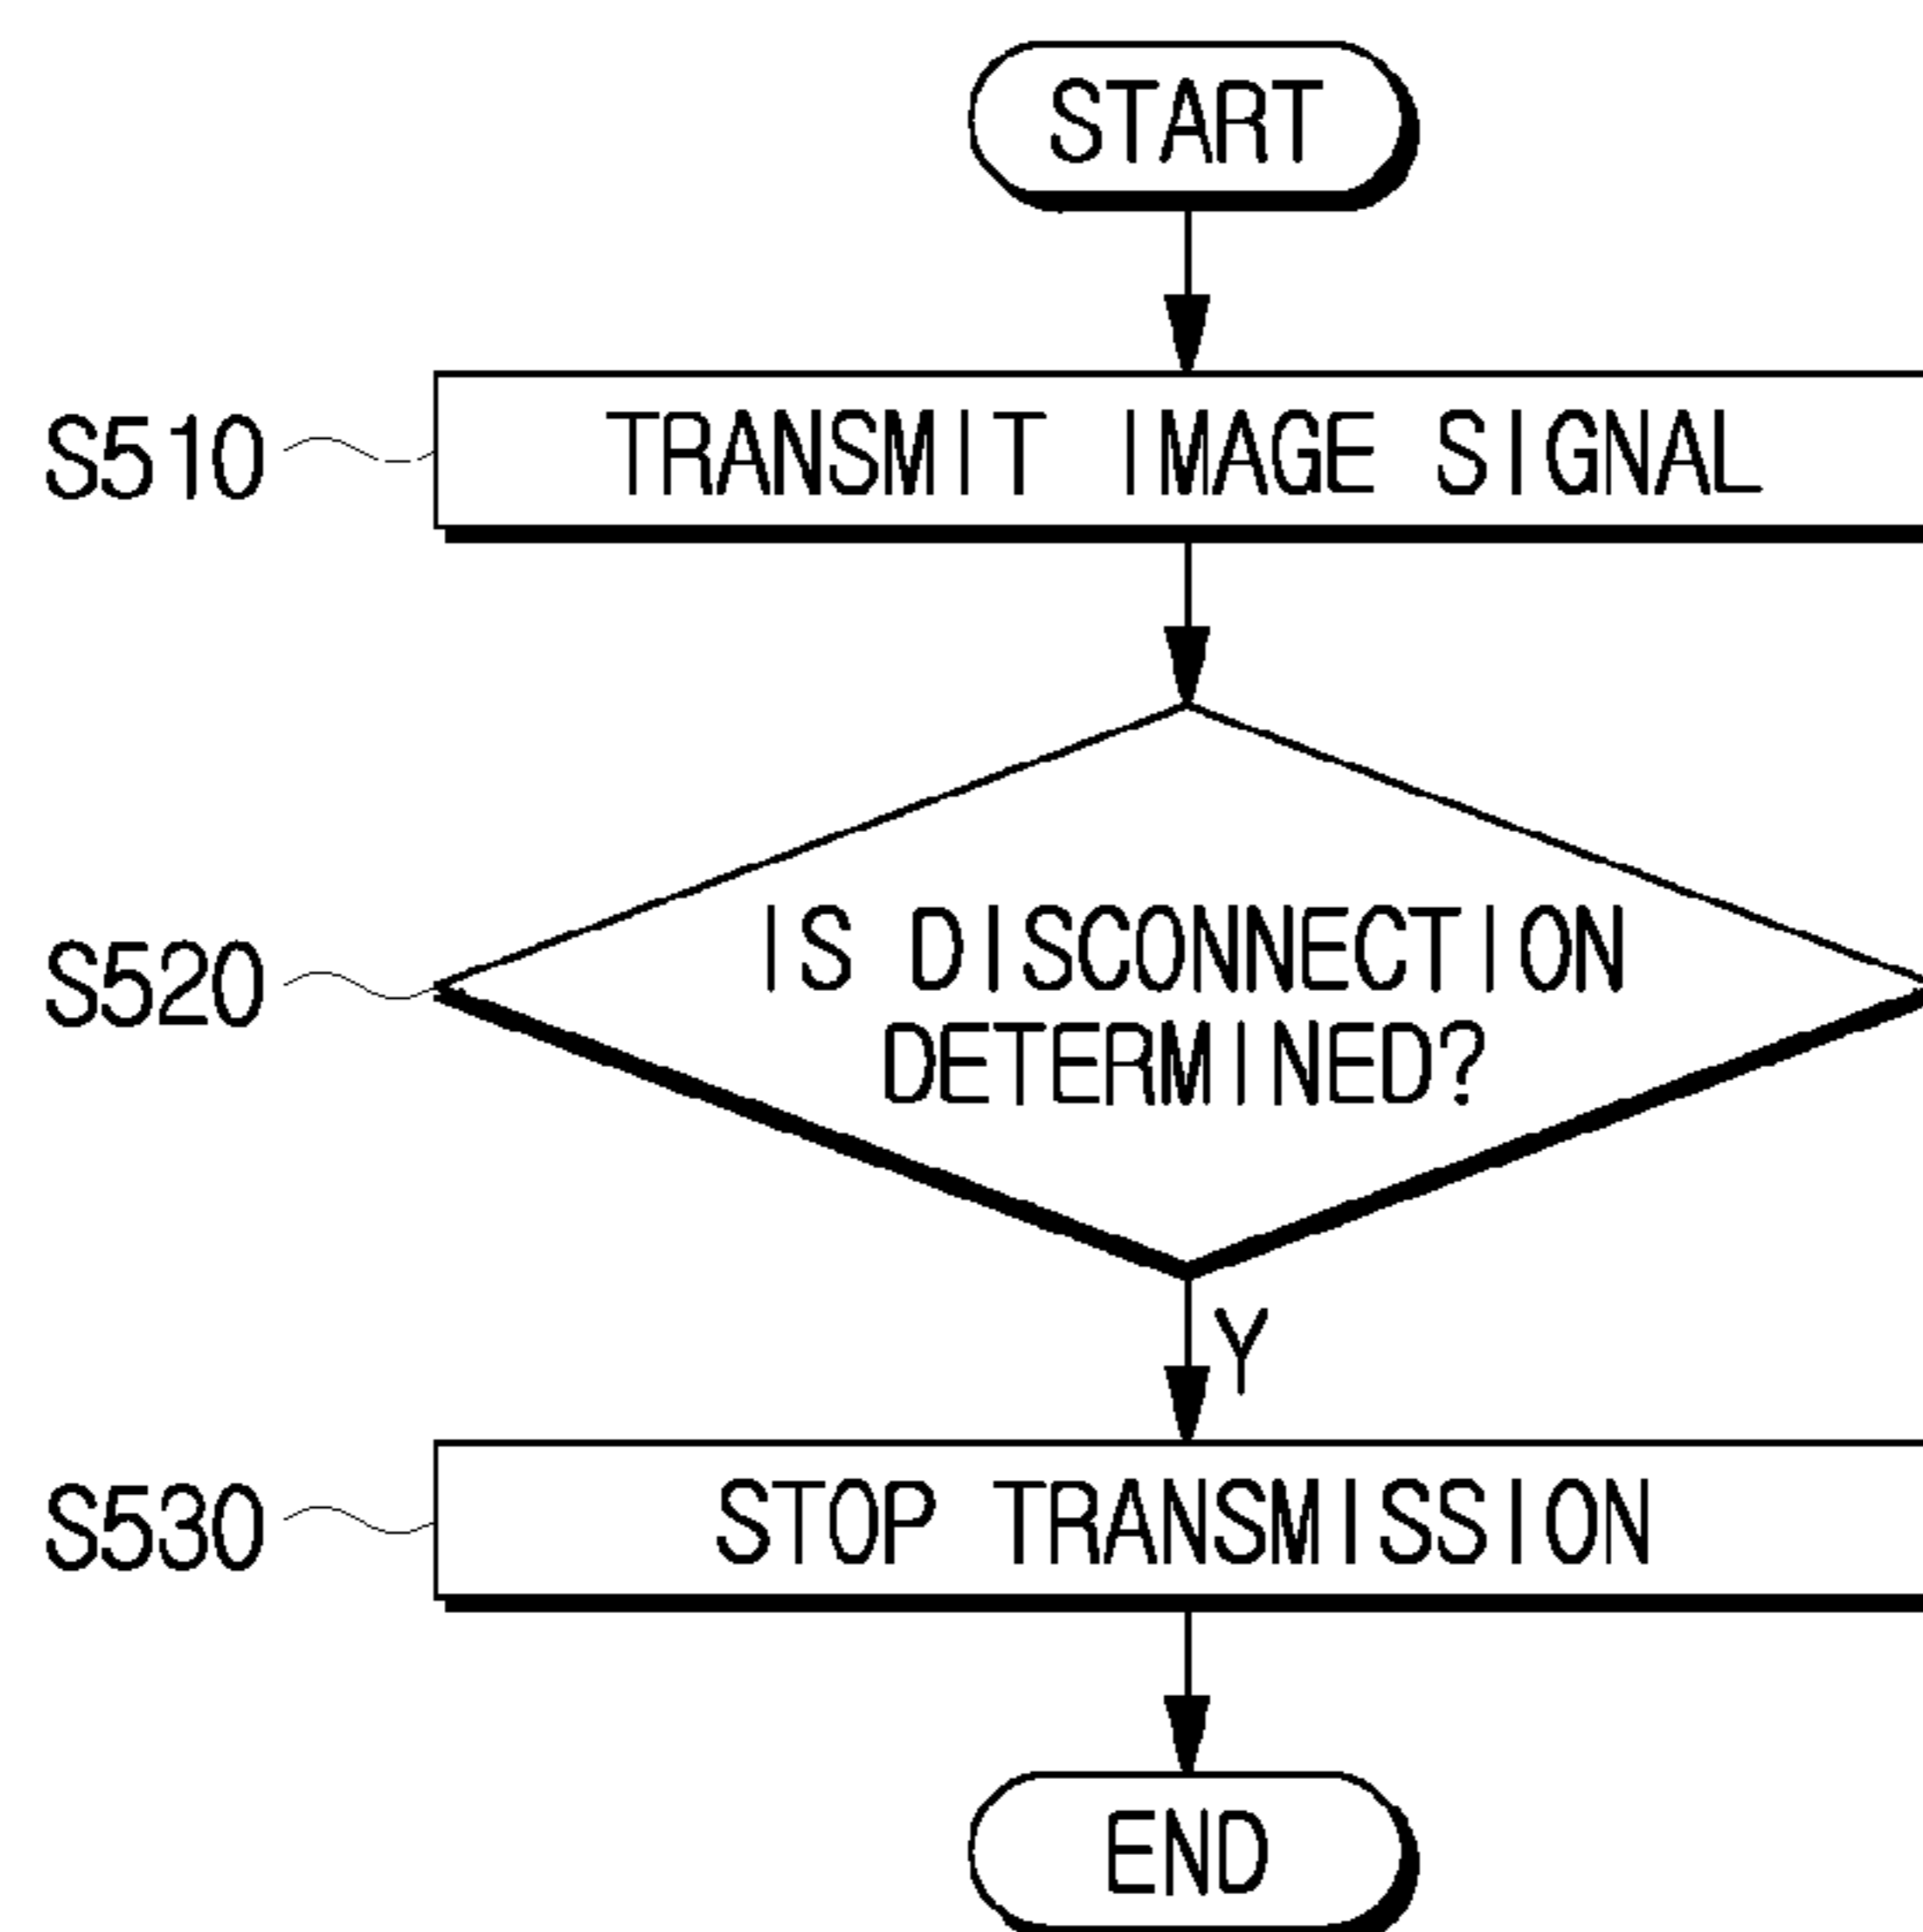 START
S510
TRANSMIT IMAGE SIGNAL
S520
IS DISCONNECTION
DETERMINED?
Y
S530
STOP TRANSMISSION
END